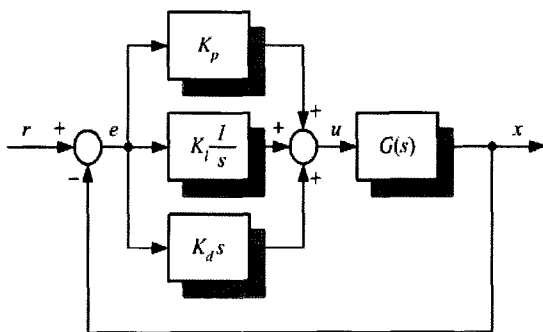 K_p
+
r + e K_i 1/s + u G(s) x
−
+
K_d s